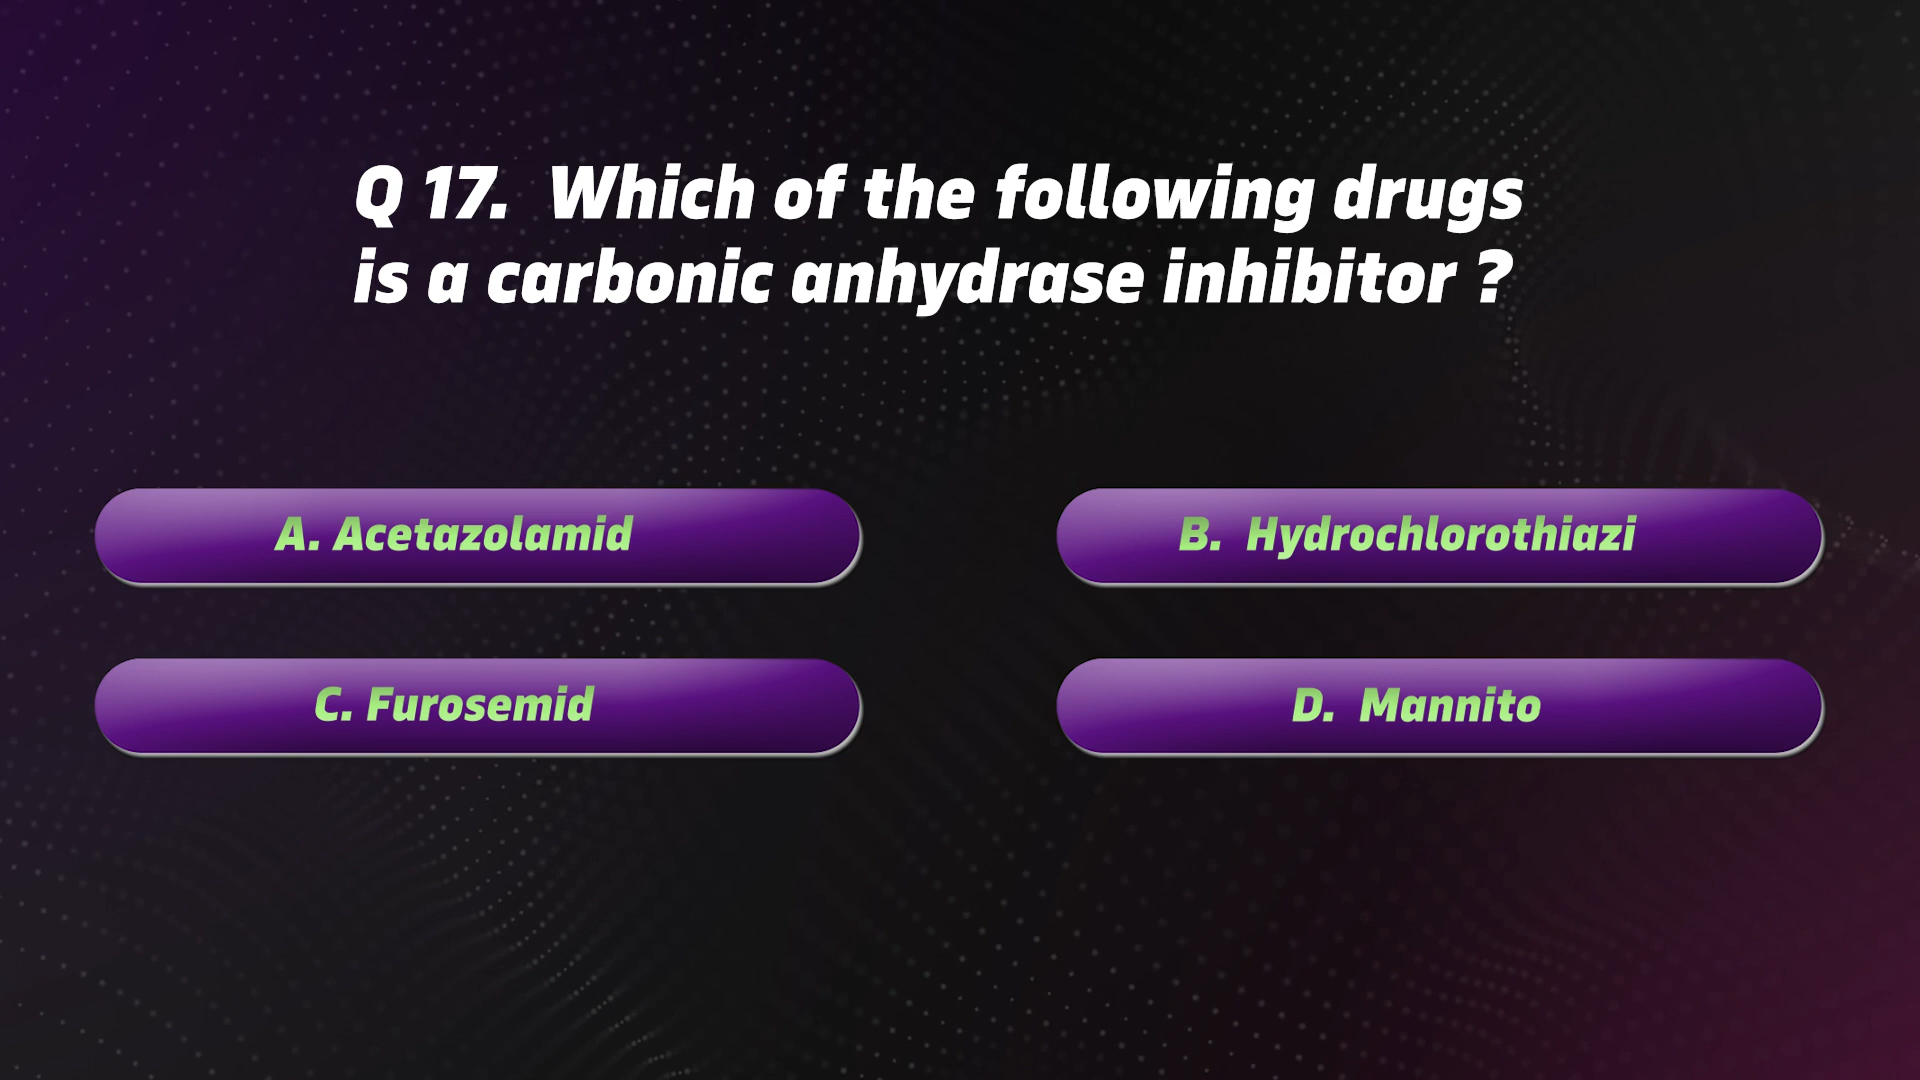 Q 17. Which of the following drugs
is a carbonic anhydrase inhibitor ?
A. Acetazolamid
B. Hydrochlorothiazi
C. Furosemid
D. Mannito